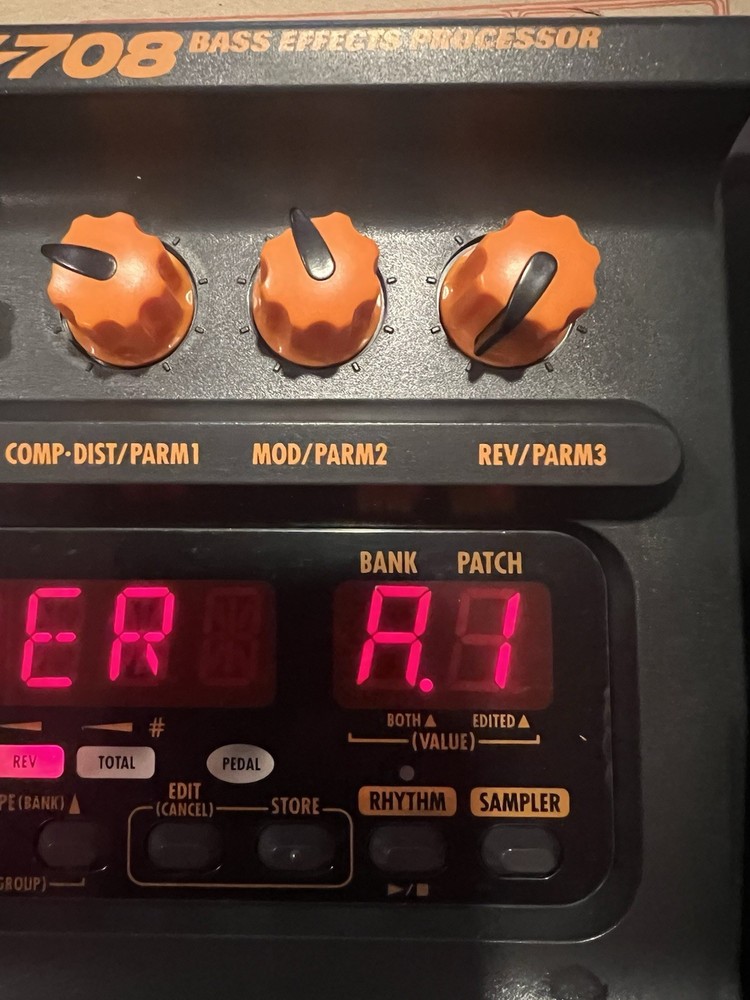 -708 BASS EFFECTS PROCESSOR
COMP·DIST/PARM1 MOD/PARM2 REV/PARM3
BANK PATCH
ER A.1
BOTH▲ EDITED▲
(VALUE)
#
REV TOTAL PEDAL
PE(BANK)▲ EDIT (CANCEL) STORE RHYTHM SAMPLER
GROUP)
▶/■